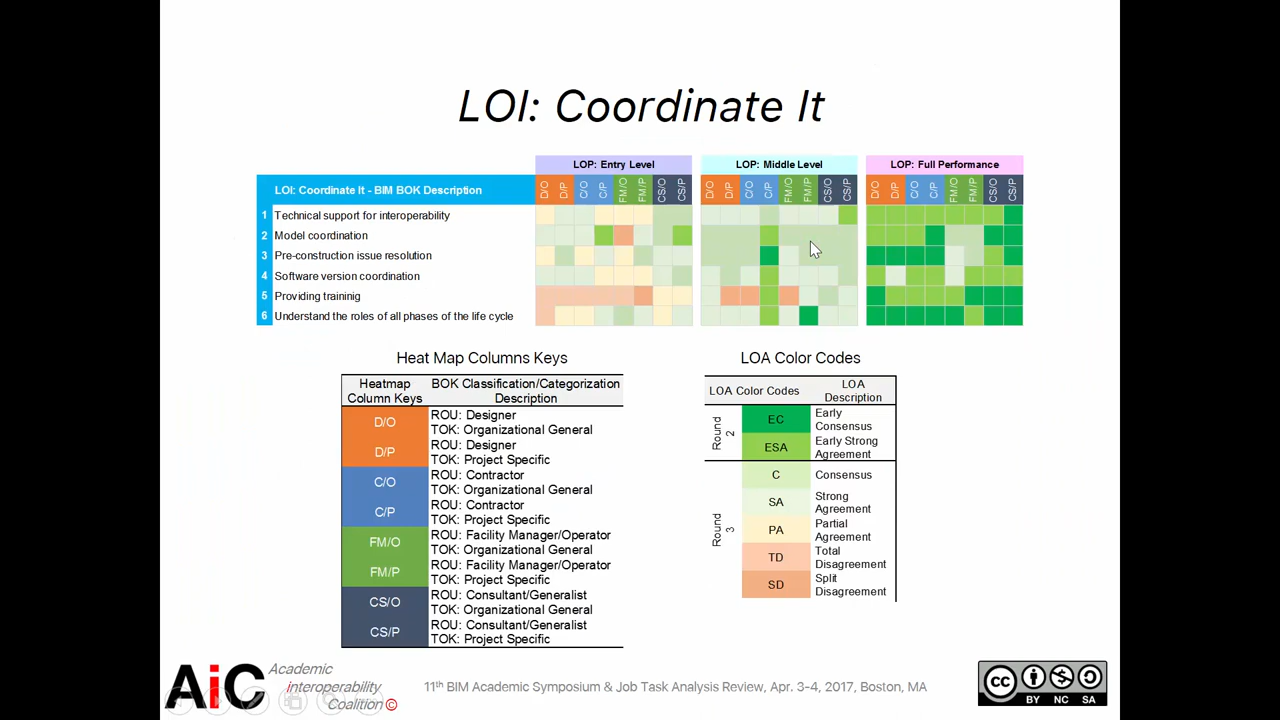 LOI: Coordinate It
LOP: Entry Level
LOP: Middle Level
LOP: Full Performance
LOI: Coordinate It - BIM BOK Description
D/O D/P C/O C/P FM/O FM/P CS/O CS/P
D/O D/P C/O C/P FM/O FM/P CS/O CS/P
D/O D/P C/O C/P FM/O FM/P CS/O CS/P
1 Technical support for interoperability
2 Model coordination
3 Pre-construction issue resolution
4 Software version coordination
5 Providing traininig
6 Understand the roles of all phases of the life cycle
Heat Map Columns Keys
Heatmap
Column Keys
BOK Classification/Categorization
Description
D/O
ROU: Designer
TOK: Organizational General
D/P
ROU: Designer
TOK: Project Specific
C/O
ROU: Contractor
TOK: Organizational General
C/P
ROU: Contractor
TOK: Project Specific
FM/O
ROU: Facility Manager/Operator
TOK: Organizational General
FM/P
ROU: Facility Manager/Operator
TOK: Project Specific
CS/O
ROU: Consultant/Generalist
TOK: Organizational General
CS/P
ROU: Consultant/Generalist
TOK: Project Specific
LOA Color Codes
LOA Color Codes
LOA
Description
Round
2
EC
Early
Consensus
ESA
Early Strong
Agreement
Round
3
C
Consensus
SA
Strong
Agreement
PA
Partial
Agreement
TD
Total
Disagreement
SD
Split
Disagreement
AiC
Academic
interoperability
Coalition ©
11th BIM Academic Symposium & Job Task Analysis Review, Apr. 3-4, 2017, Boston, MA
cc
BY NC SA